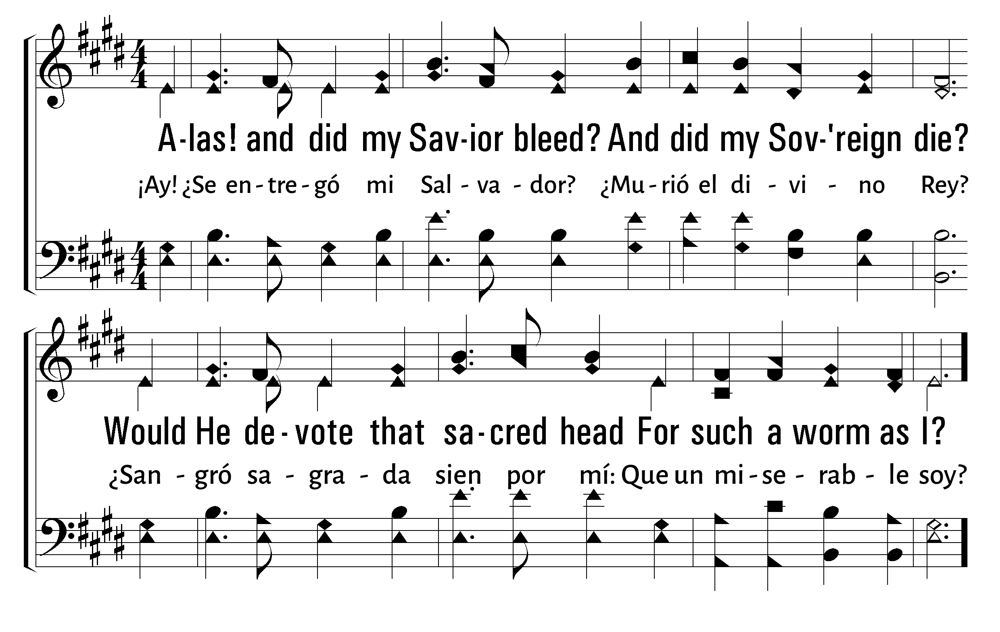 A-las! and did my Sav-ior bleed? And did my Sov-'reign die?
¡Ay! ¿Se en-tre-gó mi Sal-va-dor? ¿Mu-rió el di-vi-no Rey?
Would He de-vote that sa-cred head For such a worm as I?
¿San-gró sa-gra-da sien por mí: Que un mi-se-rab-le soy?